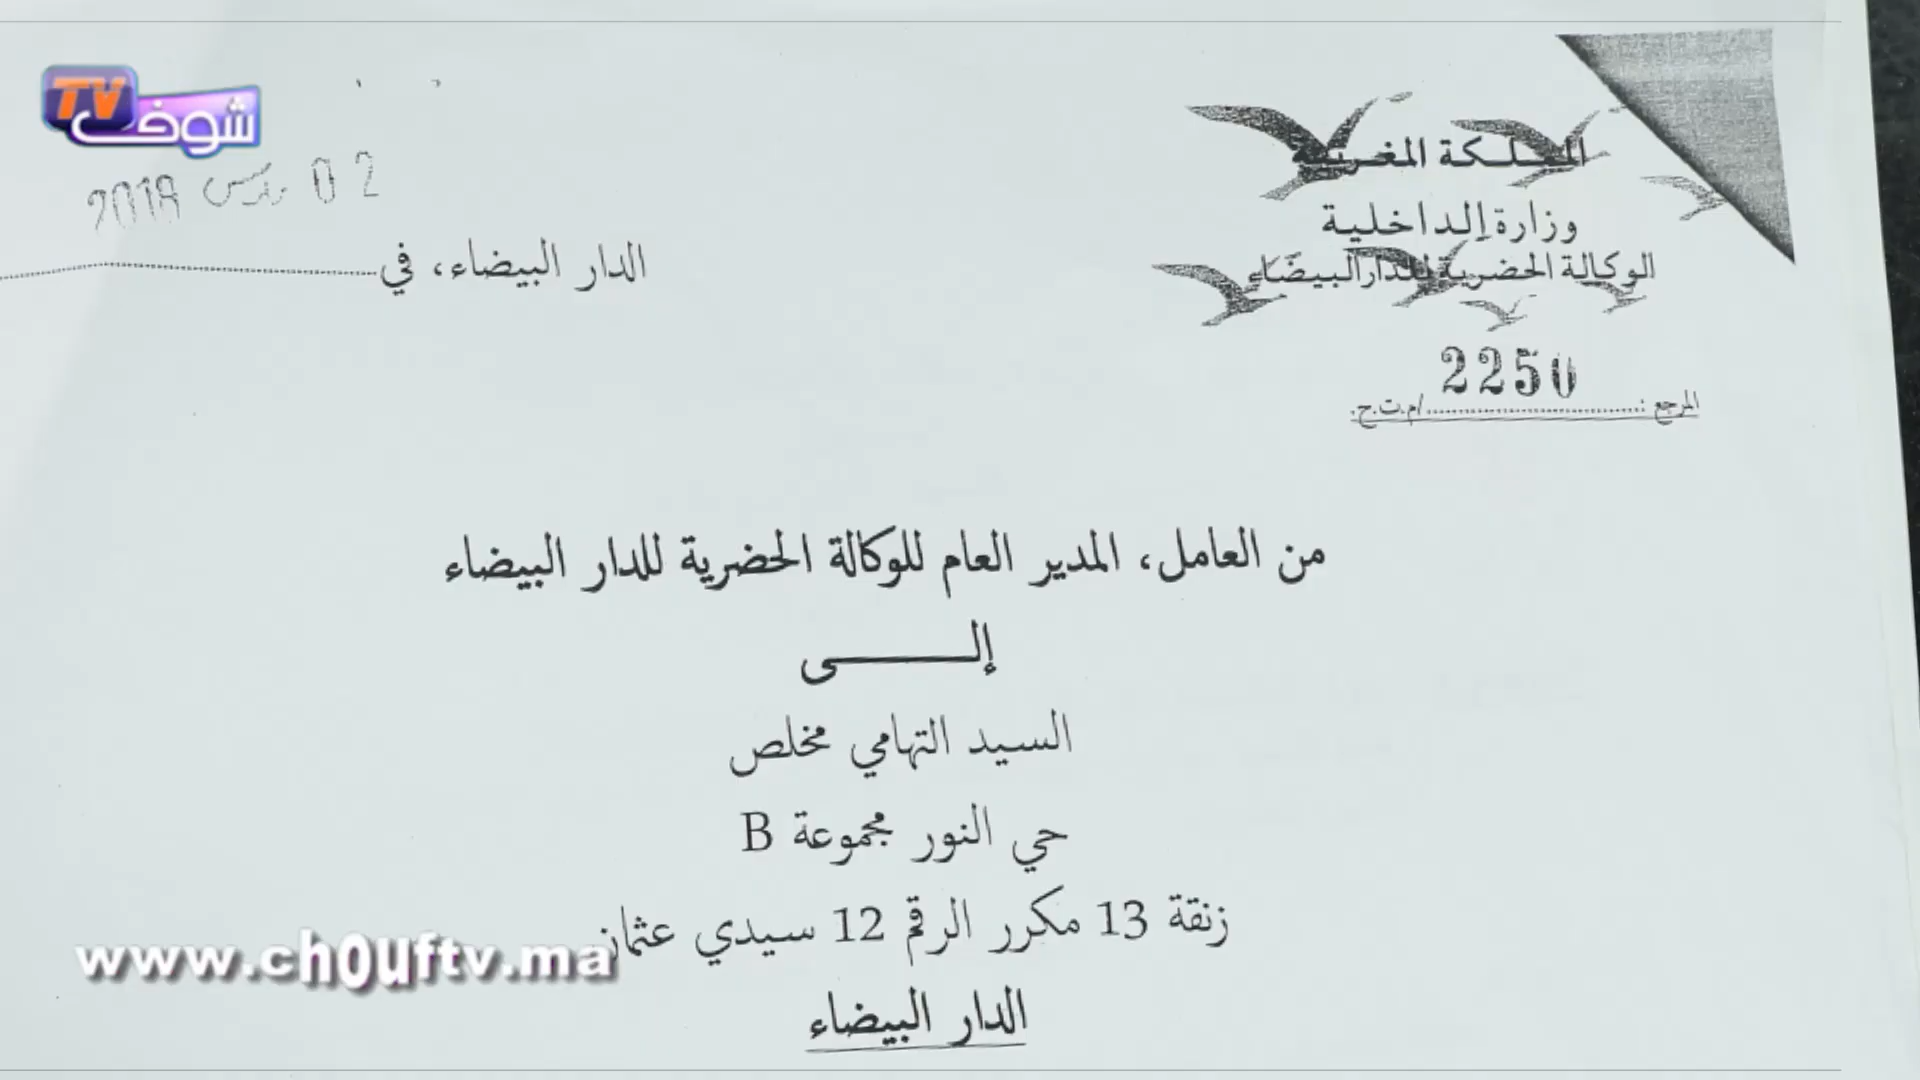 TV شوف
المملكة المغربية
وزارة الداخلية
الوكالة الحضرية للدار البيضاء
02 مارس 2018
الدار البيضاء، في
2250
المرجع : /م.ت.ح.
من العامل، المدير العام للوكالة الحضرية للدار البيضاء
إلـــــــى
السيد التهامي مخلص
حي النور مجموعة B
زنقة 13 مكرر الرقم 12 سيدي عثمان
الدار البيضاء
www.ch0uftv.ma